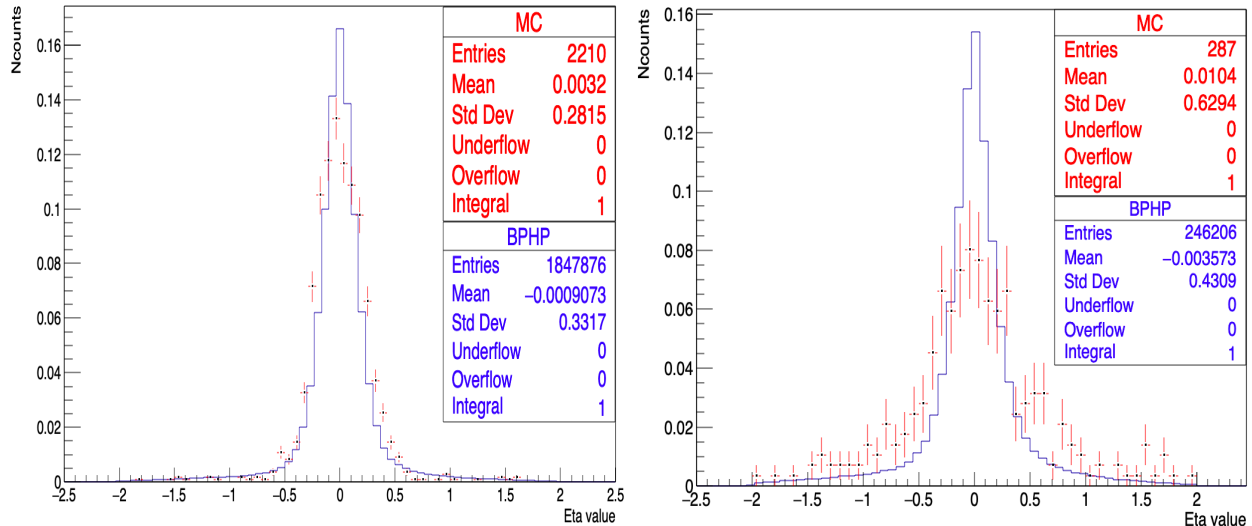 Ncounts
0.16
0.14
0.12
0.1
0.08
0.06
0.04
0.02
0
−2.5 −2 −1.5 −1 −0.5 0 0.5 1 1.5 2 2.5
Eta value
MC
Entries 2210
Mean 0.0032
Std Dev 0.2815
Underflow 0
Overflow 0
Integral 1
BPHP
Entries 1847876
Mean −0.0009073
Std Dev 0.3317
Underflow 0
Overflow 0
Integral 1
Ncounts
0.16
0.14
0.12
0.1
0.08
0.06
0.04
0.02
0
−2.5 −2 −1.5 −1 −0.5 0 0.5 1 1.5 2
Eta value
MC
Entries 287
Mean 0.0104
Std Dev 0.6294
Underflow 0
Overflow 0
Integral 1
BPHP
Entries 246206
Mean −0.003573
Std Dev 0.4309
Underflow 0
Overflow 0
Integral 1